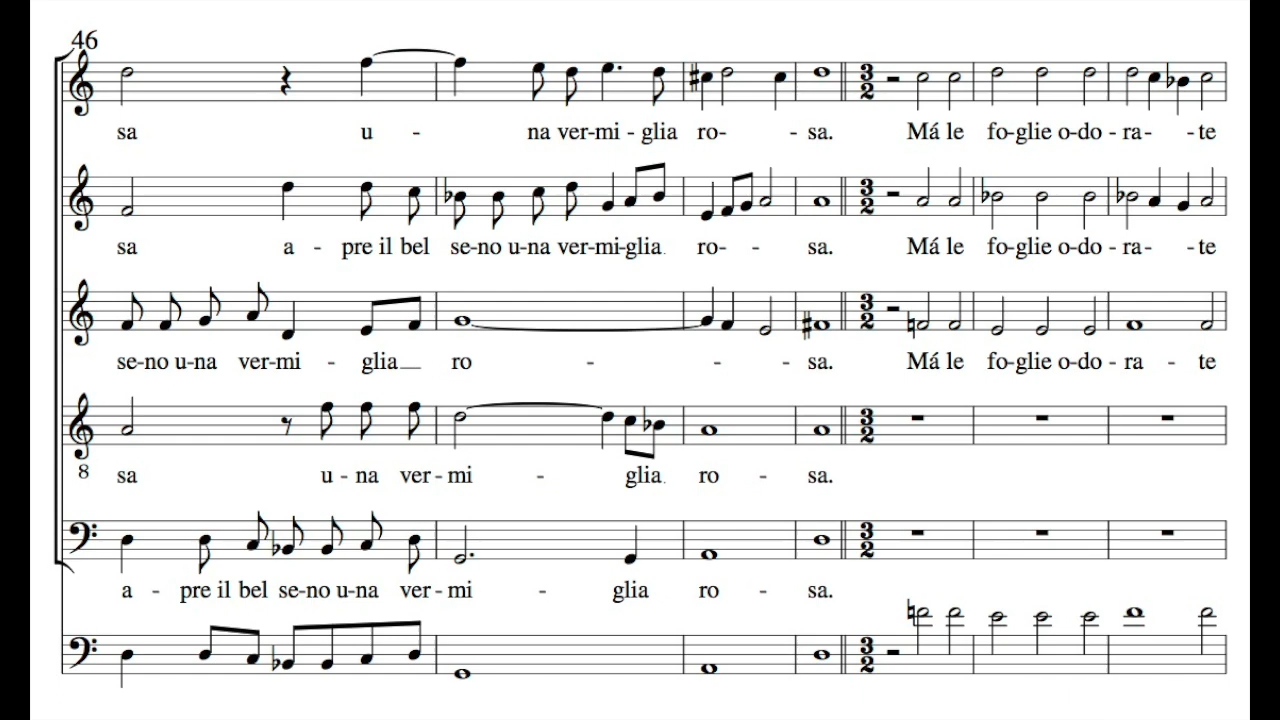 46
sa u - na ver-mi - glia ro- - sa. Má le fo-glie o-do - ra- -te
sa a - pre il bel se-no u-na ver-mi-glia ro- - sa. Má le fo-glie o-do- ra- -te
se-no u-na ver-mi - glia ro - - - sa. Má le fo-glie o-do - ra - te
8 sa u - na ver - mi - glia ro - sa.
a - pre il bel se-no u-na ver - mi - glia ro - sa.